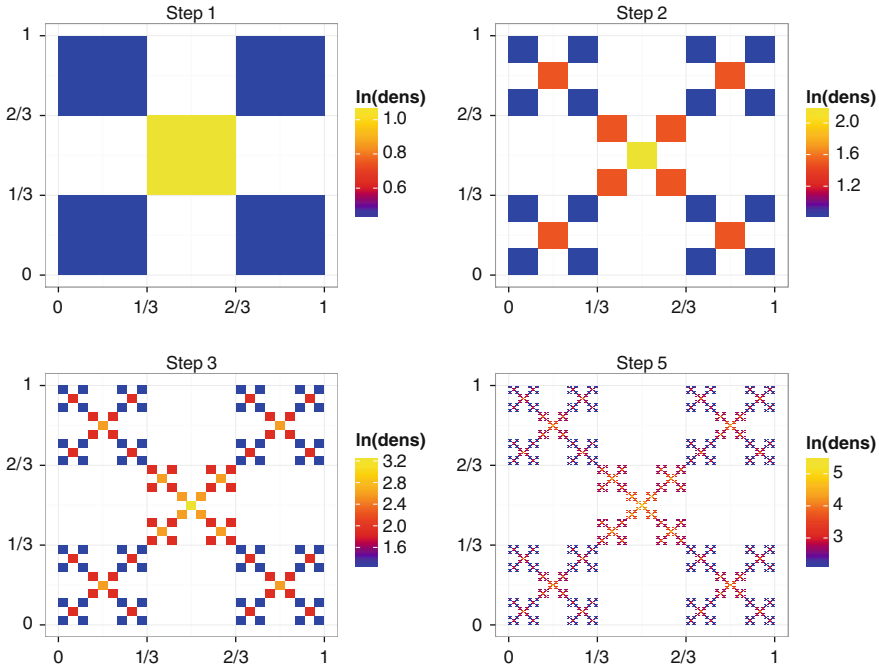 Step 1
1
2/3
1/3
0
0 1/3 2/3 1
ln(dens)
1.0
0.8
0.6
Step 2
1
2/3
1/3
0
0 1/3 2/3 1
ln(dens)
2.0
1.6
1.2
Step 3
1
2/3
1/3
0
0 1/3 2/3 1
ln(dens)
3.2
2.8
2.4
2.0
1.6
Step 5
1
2/3
1/3
0
0 1/3 2/3 1
ln(dens)
5
4
3